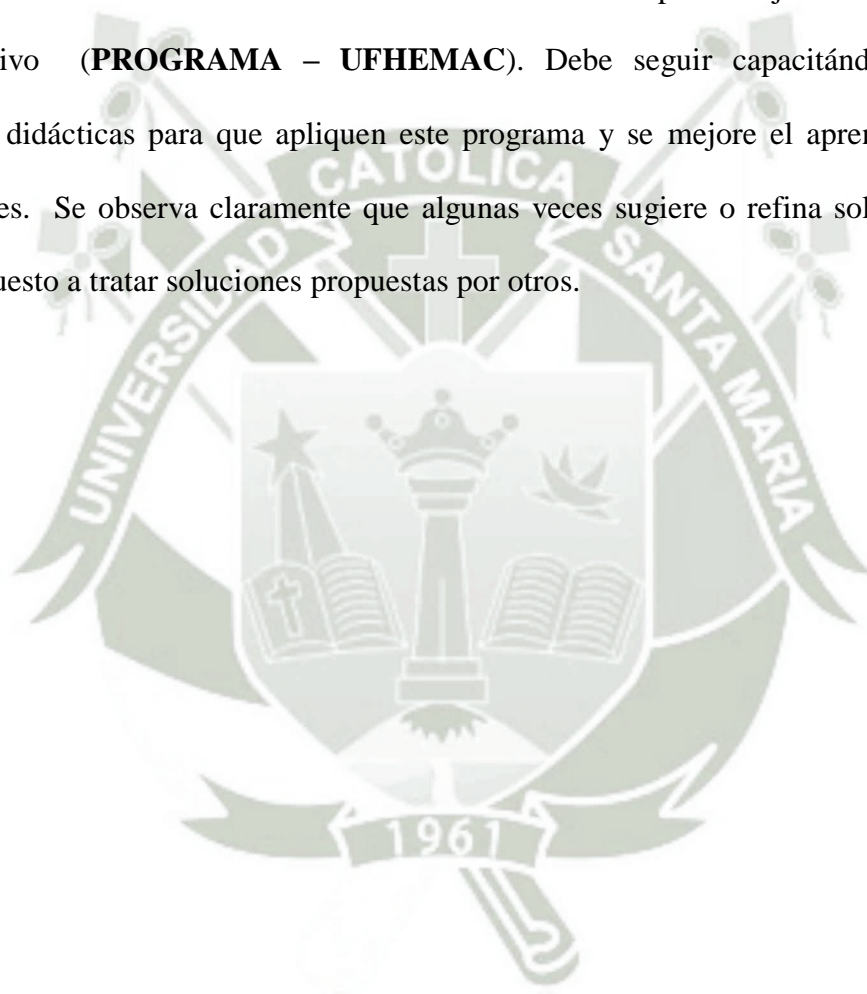 ivo (PROGRAMA – UFHEMAC). Debe seguir capacitánd
didácticas para que apliquen este programa y se mejore el apren
es. Se observa claramente que algunas veces sugiere o refina sol
uesto a tratar soluciones propuestas por otros.
UNIVERSIDAD CATOLICA SANTA MARIA
1961